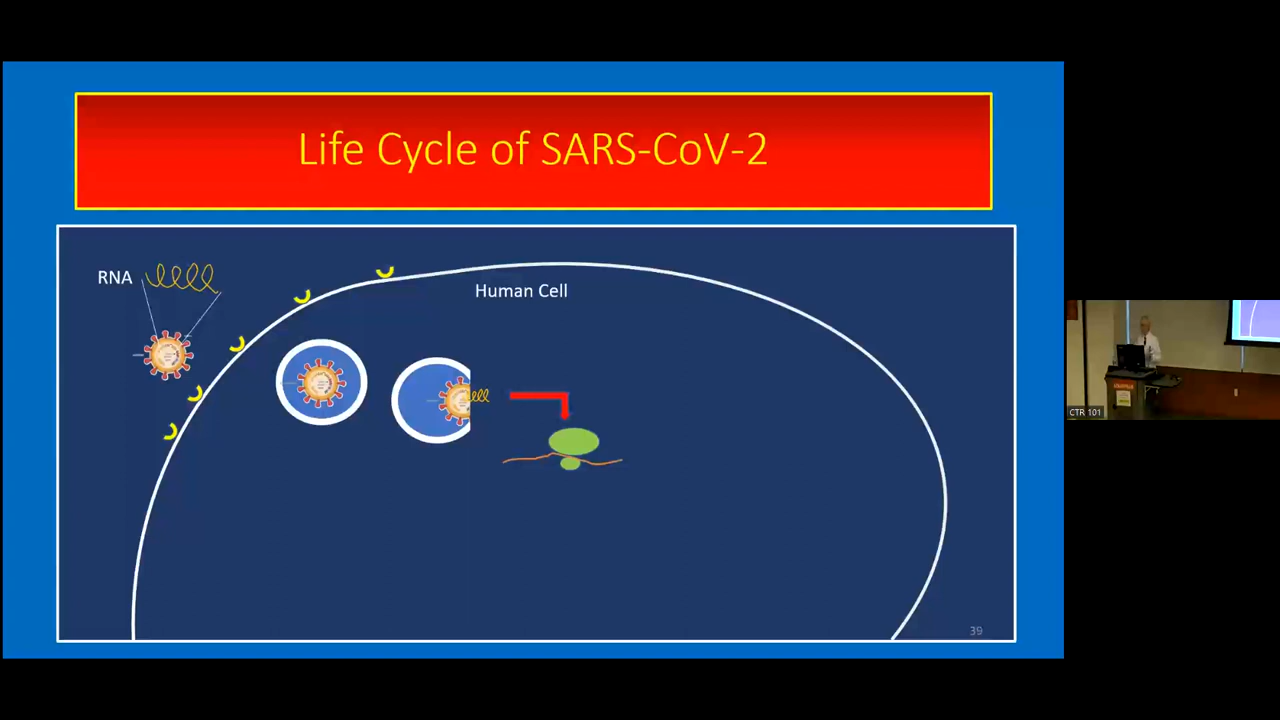 Life Cycle of SARS-CoV-2
RNA
Human Cell
39
CTR 101